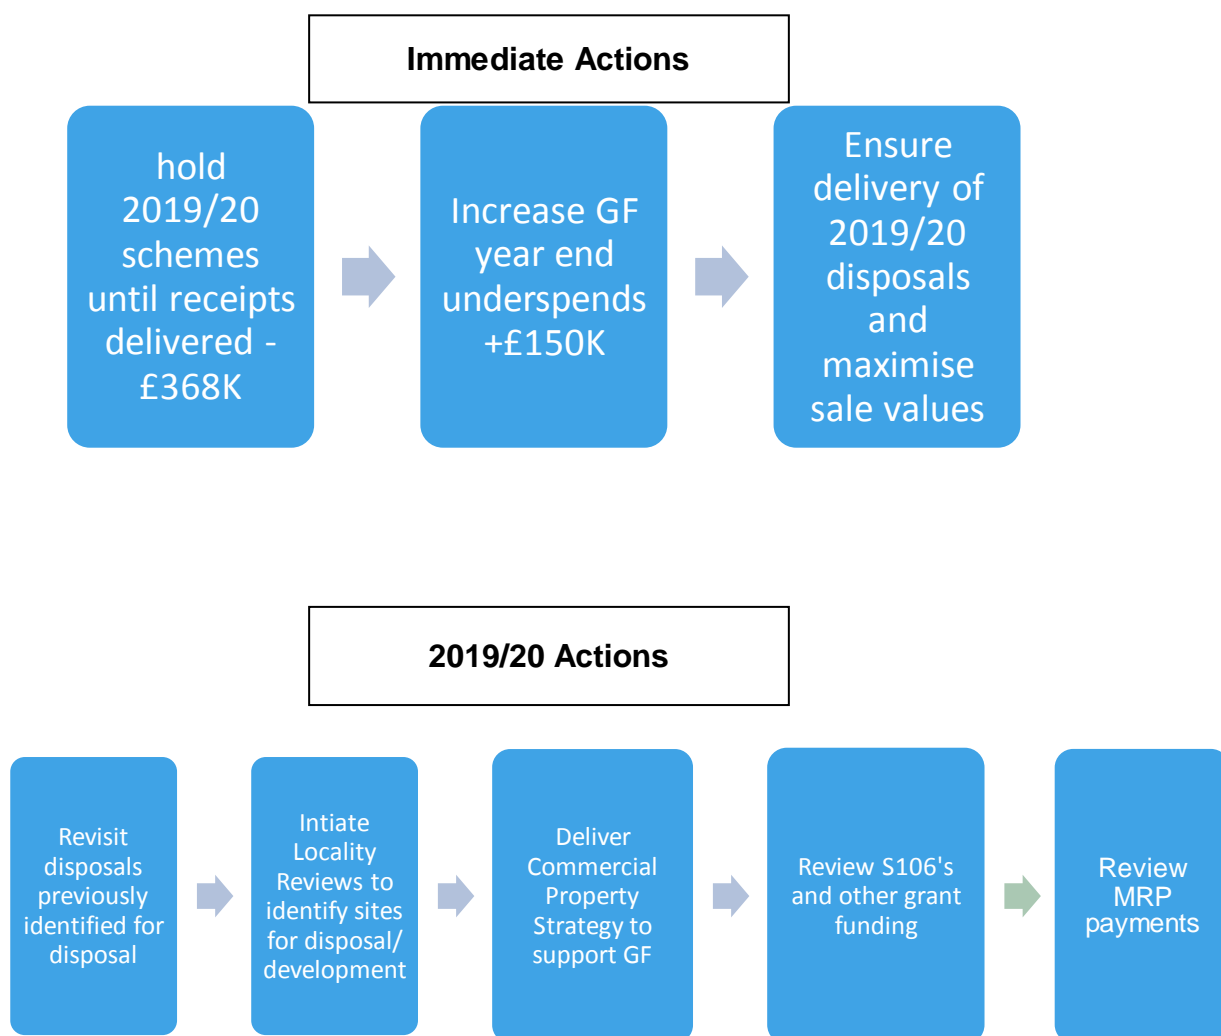 Immediate Actions
hold
2019/20
schemes
until receipts
delivered -
£368K
Increase GF
year end
underspends
+£150K
Ensure
delivery of
2019/20
disposals
and
maximise
sale values
2019/20 Actions
Revisit
disposals
previously
identified for
disposal
Intiate
Locality
Reviews to
identify sites
for disposal/
development
Deliver
Commercial
Property
Strategy to
support GF
Review S106's
and other grant
funding
Review
MRP
payments